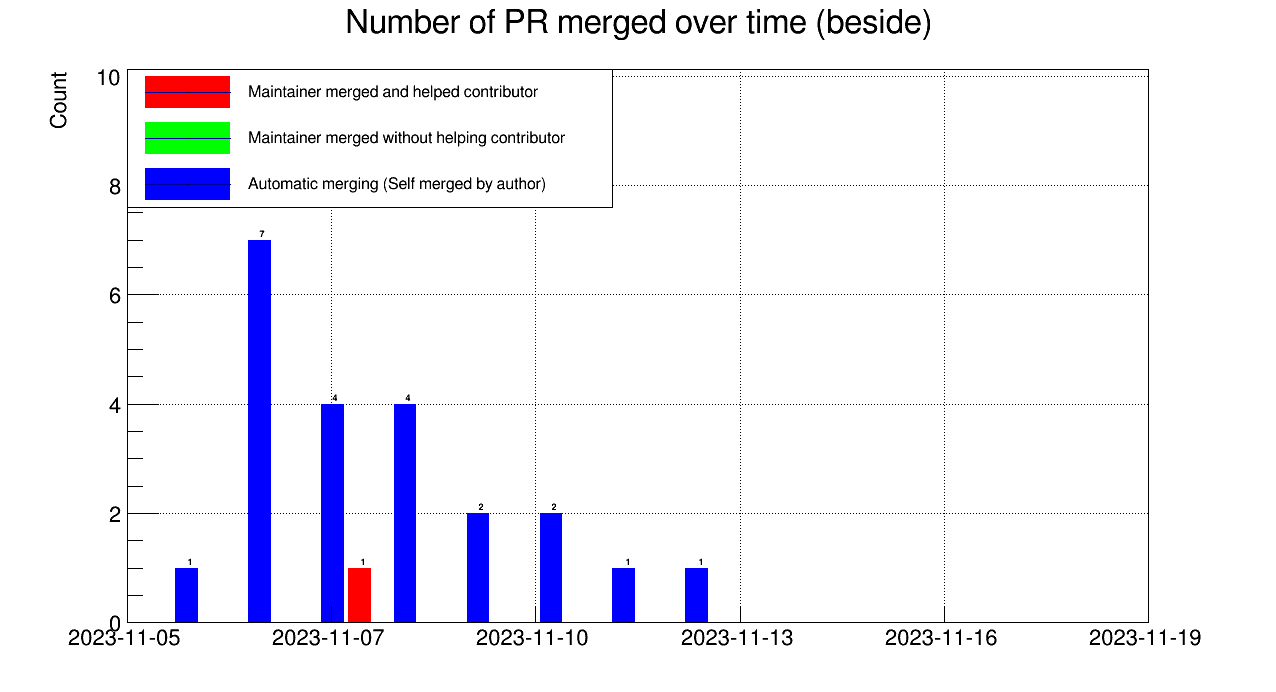 Number of PR merged over time (beside)
Count
10
8
6
4
2
0
Maintainer merged and helped contributor
Maintainer merged without helping contributor
Automatic merging (Self merged by author)
1
7
4
1
4
2
2
1
1
2023-11-05 2023-11-07 2023-11-10 2023-11-13 2023-11-16 2023-11-19